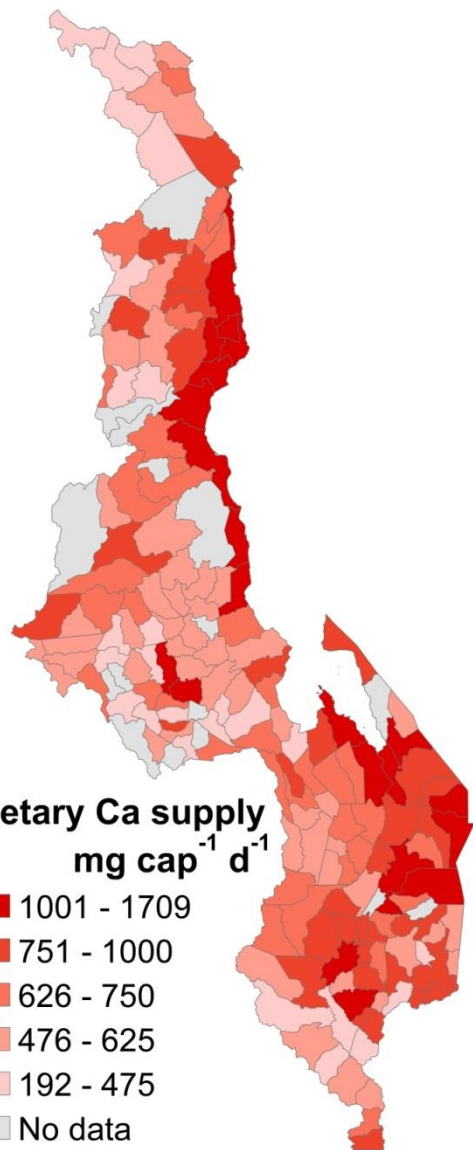 etary Ca supply
mg cap⁻¹ d⁻¹
1001 - 1709
751 - 1000
626 - 750
476 - 625
192 - 475
No data